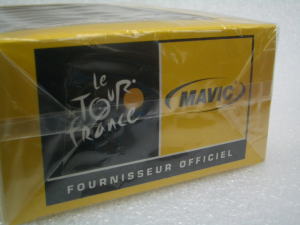 le
TOUR
de
france
MAVIC
FOURNISSEUR OFFICIEL